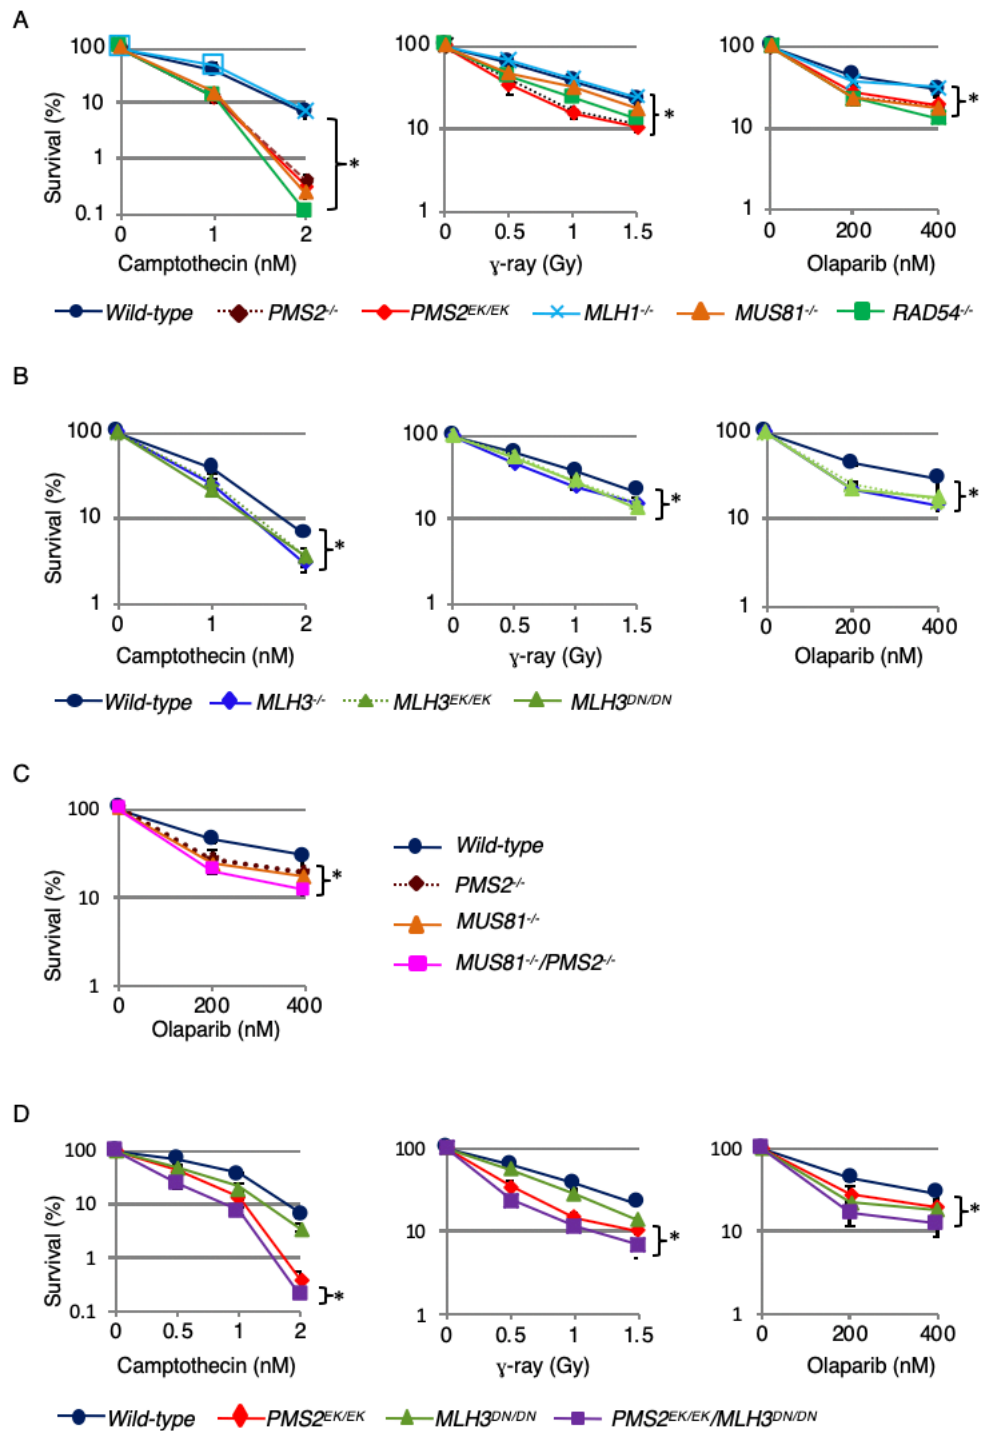 A
100
10
1
0.1
Survival (%)
0 1 2
Camptothecin (nM)
*
100
10
1
0 0.5 1 1.5
ɣ-ray (Gy)
*
100
10
1
0 200 400
Olaparib (nM)
*
Wild-type PMS2-/- PMS2EK/EK MLH1-/- MUS81-/- RAD54-/-
B
100
10
1
Survival (%)
0 1 2
Camptothecin (nM)
*
100
10
1
0 0.5 1 1.5
ɣ-ray (Gy)
*
100
10
1
0 200 400
Olaparib (nM)
*
Wild-type MLH3-/- MLH3EK/EK MLH3DN/DN
C
100
10
1
Survival (%)
0 200 400
Olaparib (nM)
*
Wild-type
PMS2-/-
MUS81-/-
MUS81-/-/PMS2-/-
D
100
10
1
0.1
Survival (%)
0 0.5 1 2
Camptothecin (nM)
*
100
10
1
0 0.5 1 1.5
ɣ-ray (Gy)
*
100
10
1
0 200 400
Olaparib (nM)
*
Wild-type PMS2EK/EK MLH3DN/DN PMS2EK/EK/MLH3DN/DN